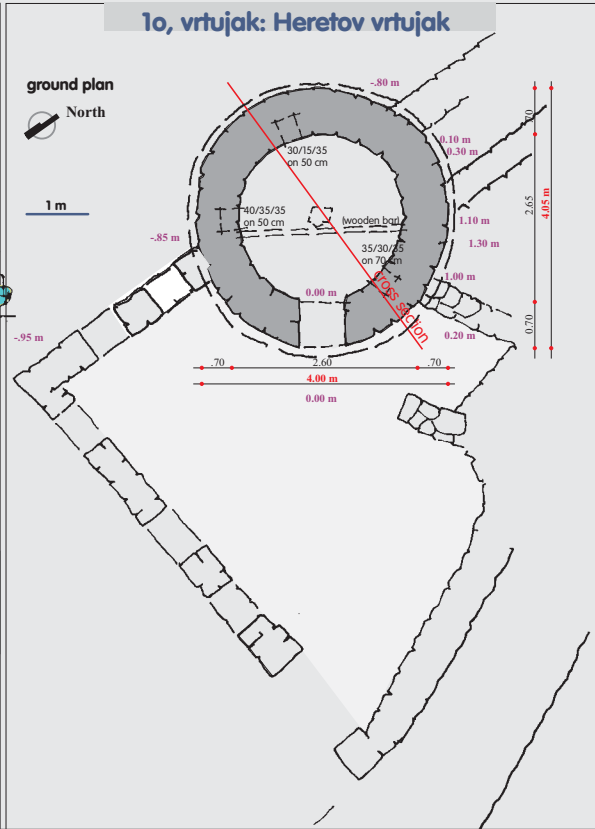 1o, vrtujak: Heretov vrtujak
ground plan
North
1 m
-.80 m
.70
0.10 m
0.30 m
30/15/35
on 50 cm
40/35/35
on 50 cm
(wooden bar)
2.65
4.05 m
1.10 m
1.30 m
-.85 m
35/30/35
on 70 cm
1.00 m
0.00 m
cross section
0.20 m
0.70
-.95 m
.70
2.60
.70
4.00 m
0.00 m